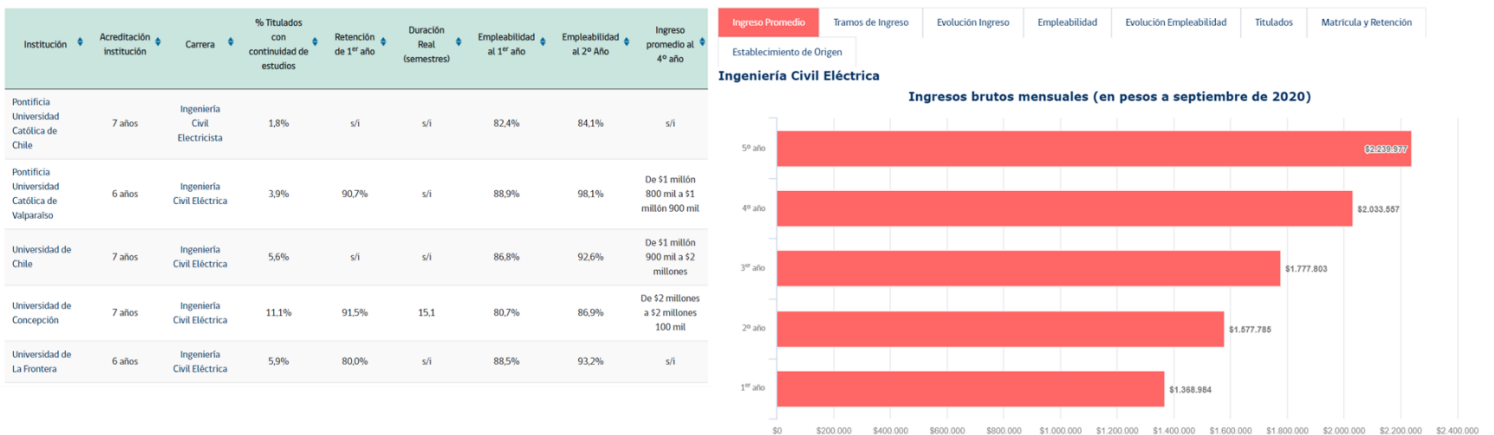 Institución
Acreditación
institución
Carrera
% Titulados
con
continuidad de
estudios
Retención
de 1er año
Duración
Real
(semestres)
Empleabilidad
al 1er año
Empleabilidad
al 2º Año
Ingreso
promedio al
4º año
Pontificia
Universidad
Católica de
Chile
7 años
Ingeniería
Civil
Electricista
1,8%
s/i
s/i
82,4%
84,1%
s/i
Pontificia
Universidad
Católica de
Valparaíso
6 años
Ingeniería
Civil Eléctrica
3,9%
90,7%
s/i
88,9%
98,1%
De $1 millón
800 mil a $1
millón 900 mil
Universidad de
Chile
7 años
Ingeniería
Civil Eléctrica
5,6%
s/i
s/i
86,8%
92,6%
De $1 millón
900 mil a $2
millones
Universidad de
Concepción
7 años
Ingeniería
Civil Eléctrica
11,1%
91,5%
15,1
80,7%
86,9%
De $2 millones
a $2 millones
100 mil
Universidad de
La Frontera
6 años
Ingeniería
Civil Eléctrica
5,9%
80,0%
s/i
88,5%
93,2%
s/i
Ingreso Promedio
Tramos de Ingreso
Evolución Ingreso
Empleabilidad
Evolución Empleabilidad
Titulados
Matrícula y Retención
Establecimiento de Origen
Ingeniería Civil Eléctrica
Ingresos brutos mensuales (en pesos a septiembre de 2020)
5º año
$2.239.977
4º año
$2.033.557
3er año
$1.777.803
2º año
$1.577.785
1er año
$1.368.984
$0 $200.000 $400.000 $600.000 $800.000 $1.000.000 $1.200.000 $1.400.000 $1.600.000 $1.800.000 $2.000.000 $2.200.000 $2.400.000